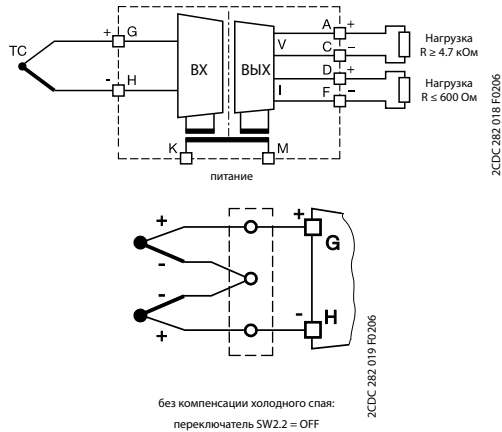 TC
+ G
- H
ВХ
ВЫХ
V
I
A +
C –
D +
F –
Нагрузка
R ≥ 4.7 кОм
Нагрузка
R ≤ 600 Ом
K
M
питание
2CDC 282 018 F0206
+
-
-
+
+
G
-
H
2CDC 282 019 F0206
без компенсации холодного спая:
переключатель SW2.2 = OFF